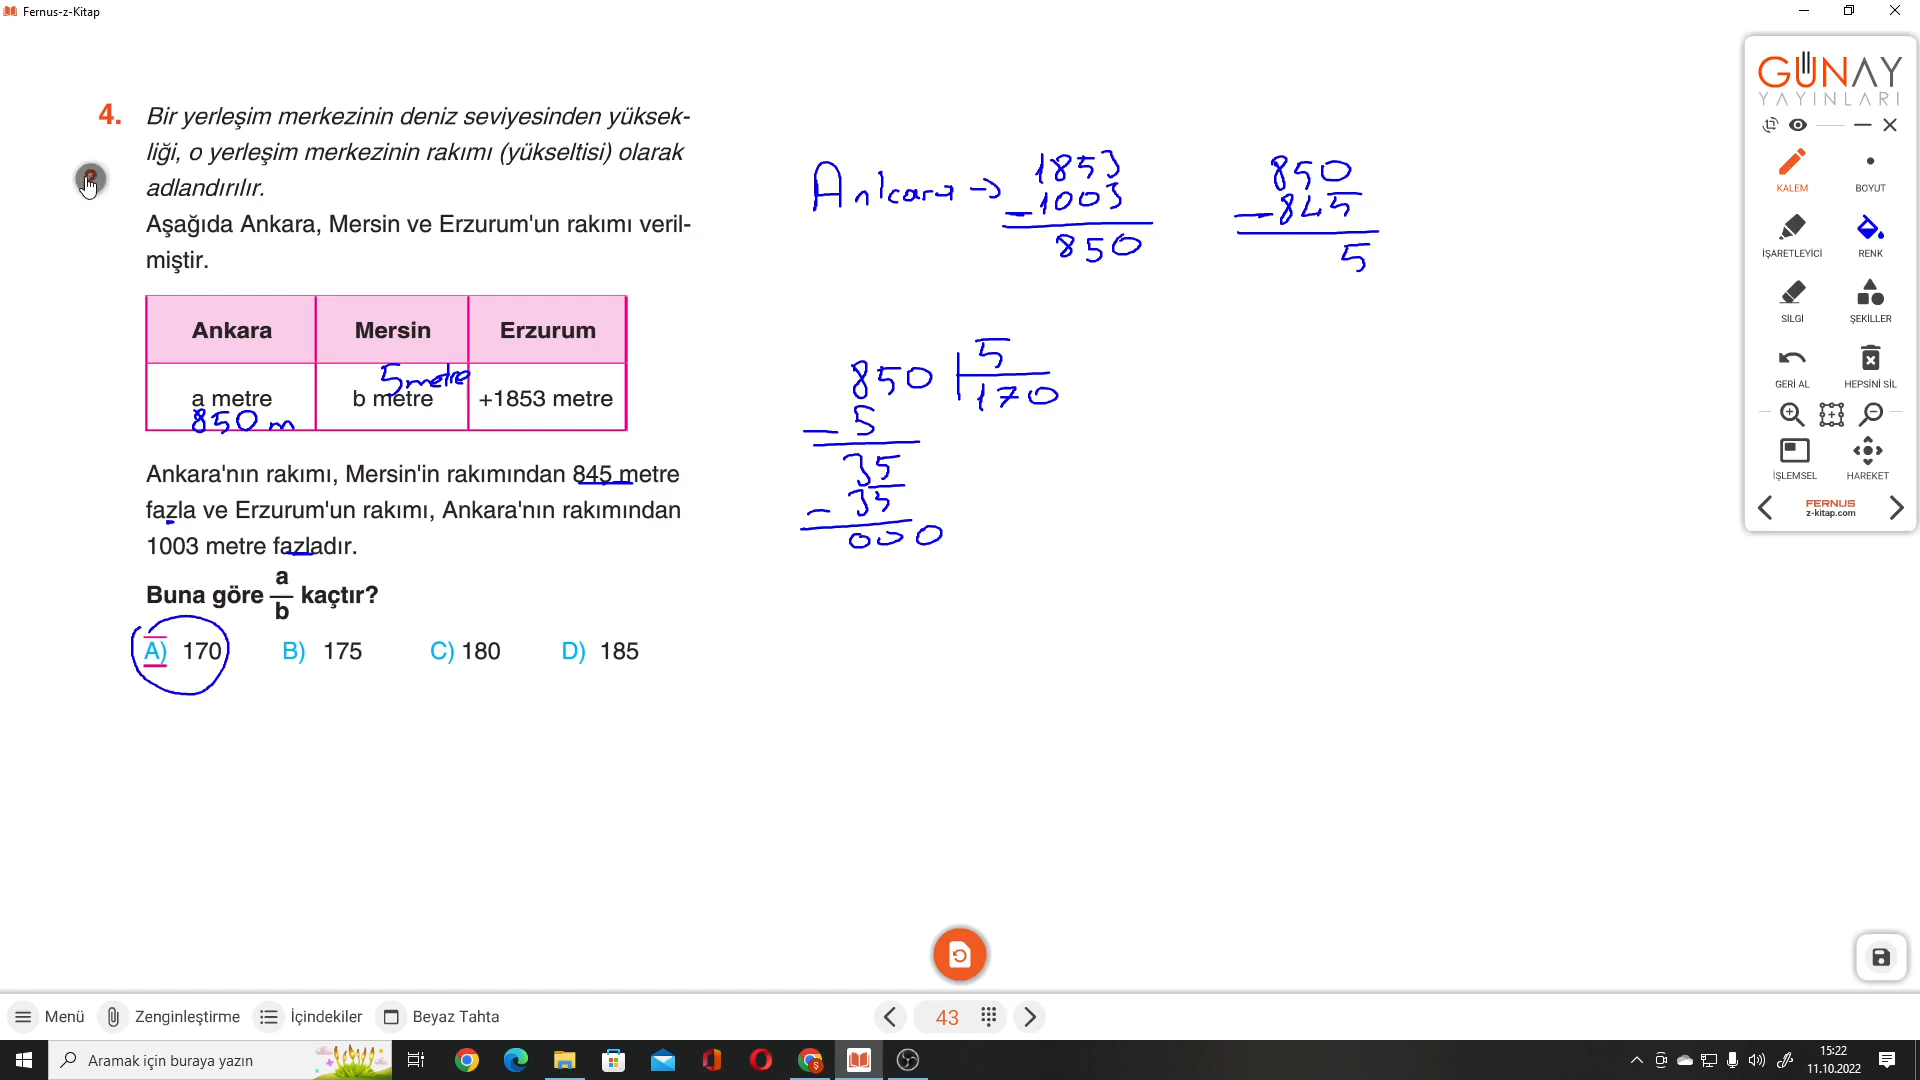 Fernus-z-Kitap
4. Bir yerleşim merkezinin deniz seviyesinden yüksek-
liği, o yerleşim merkezinin rakımı (yükseltisi) olarak
adlandırılır.
Aşağıda Ankara, Mersin ve Erzurum'un rakımı veril-
miştir.
Ankara Mersin Erzurum
5 metre
a metre b metre +1853 metre
850 m
Ankara'nın rakımı, Mersin'in rakımından 845 metre
fazla ve Erzurum'un rakımı, Ankara'nın rakımından
1003 metre fazladır.
Buna göre a/b kaçtır?
A) 170 B) 175 C) 180 D) 185
Ankara → 1853
– 1003
850
850
– 845
5
850 5
170
– 5
35
– 35
000
GÜNAY
YAYINLARI
KALEM BOYUT
İŞARETLEYİCİ RENK
SİLGİ ŞEKİLLER
GERİ AL HEPSİNİ SİL
İŞLEMSEL HAREKET
FERNUS
z-kitap.com
Menü Zenginleştirme İçindekiler Beyaz Tahta 43
Aramak için buraya yazın
15:22
11.10.2022